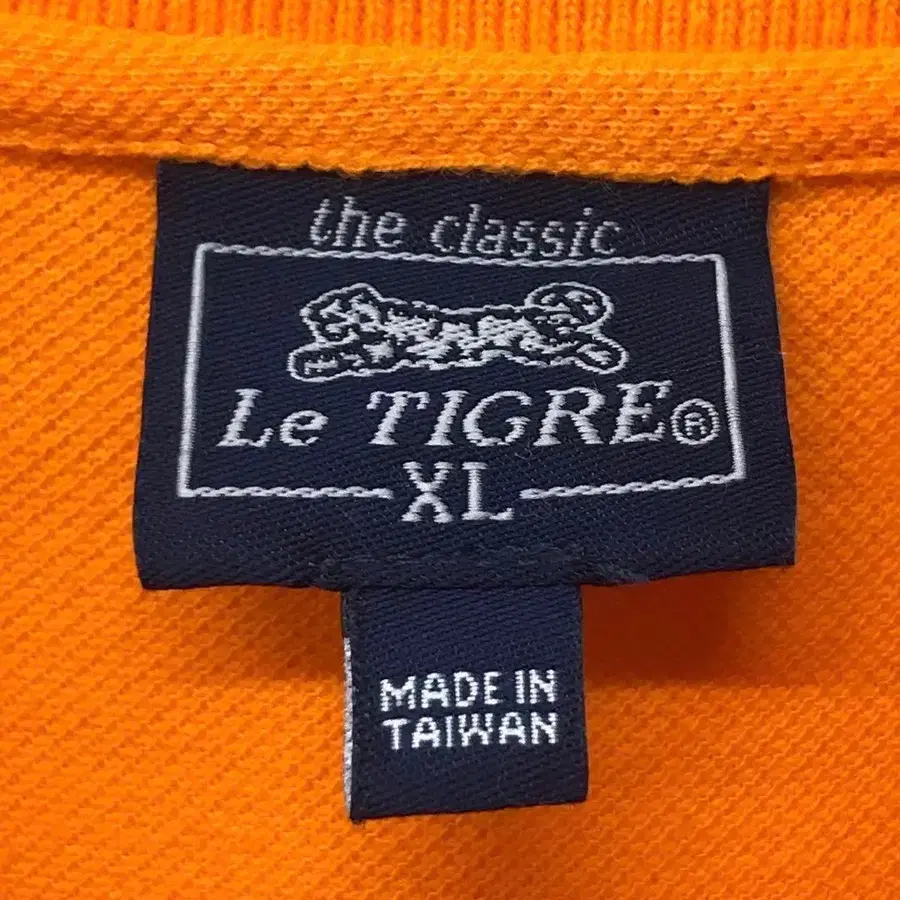 the classic
Le TIGRE®
XL
MADE IN
TAIWAN